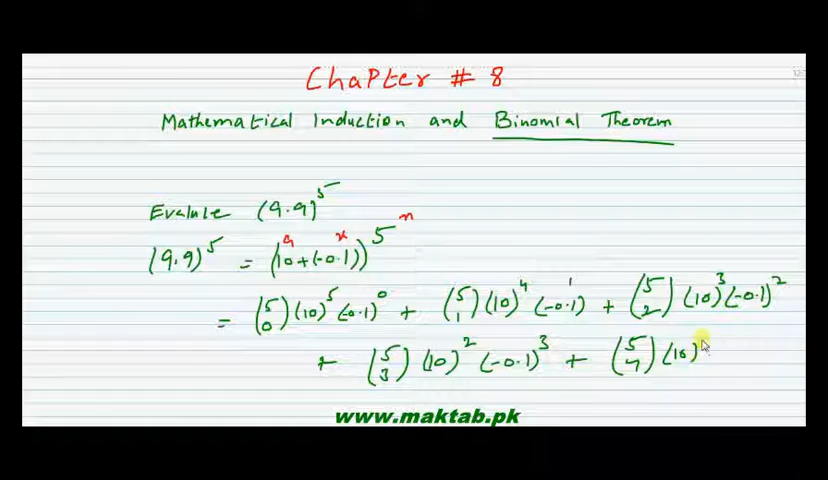 Chapter # 8
Mathematical Induction and Binomial Theorem
Evaluate (9.9)^5
(9.9)^5 = (10^a + (-0.1)^x)^5^n
= (5 0)(10)^5(-0.1)^0 + (5 1)(10)^4(-0.1)^1 + (5 2)(10)^3(-0.1)^2
+ (5 3)(10)^2(-0.1)^3 + (5 4)(10)
www.maktab.pk